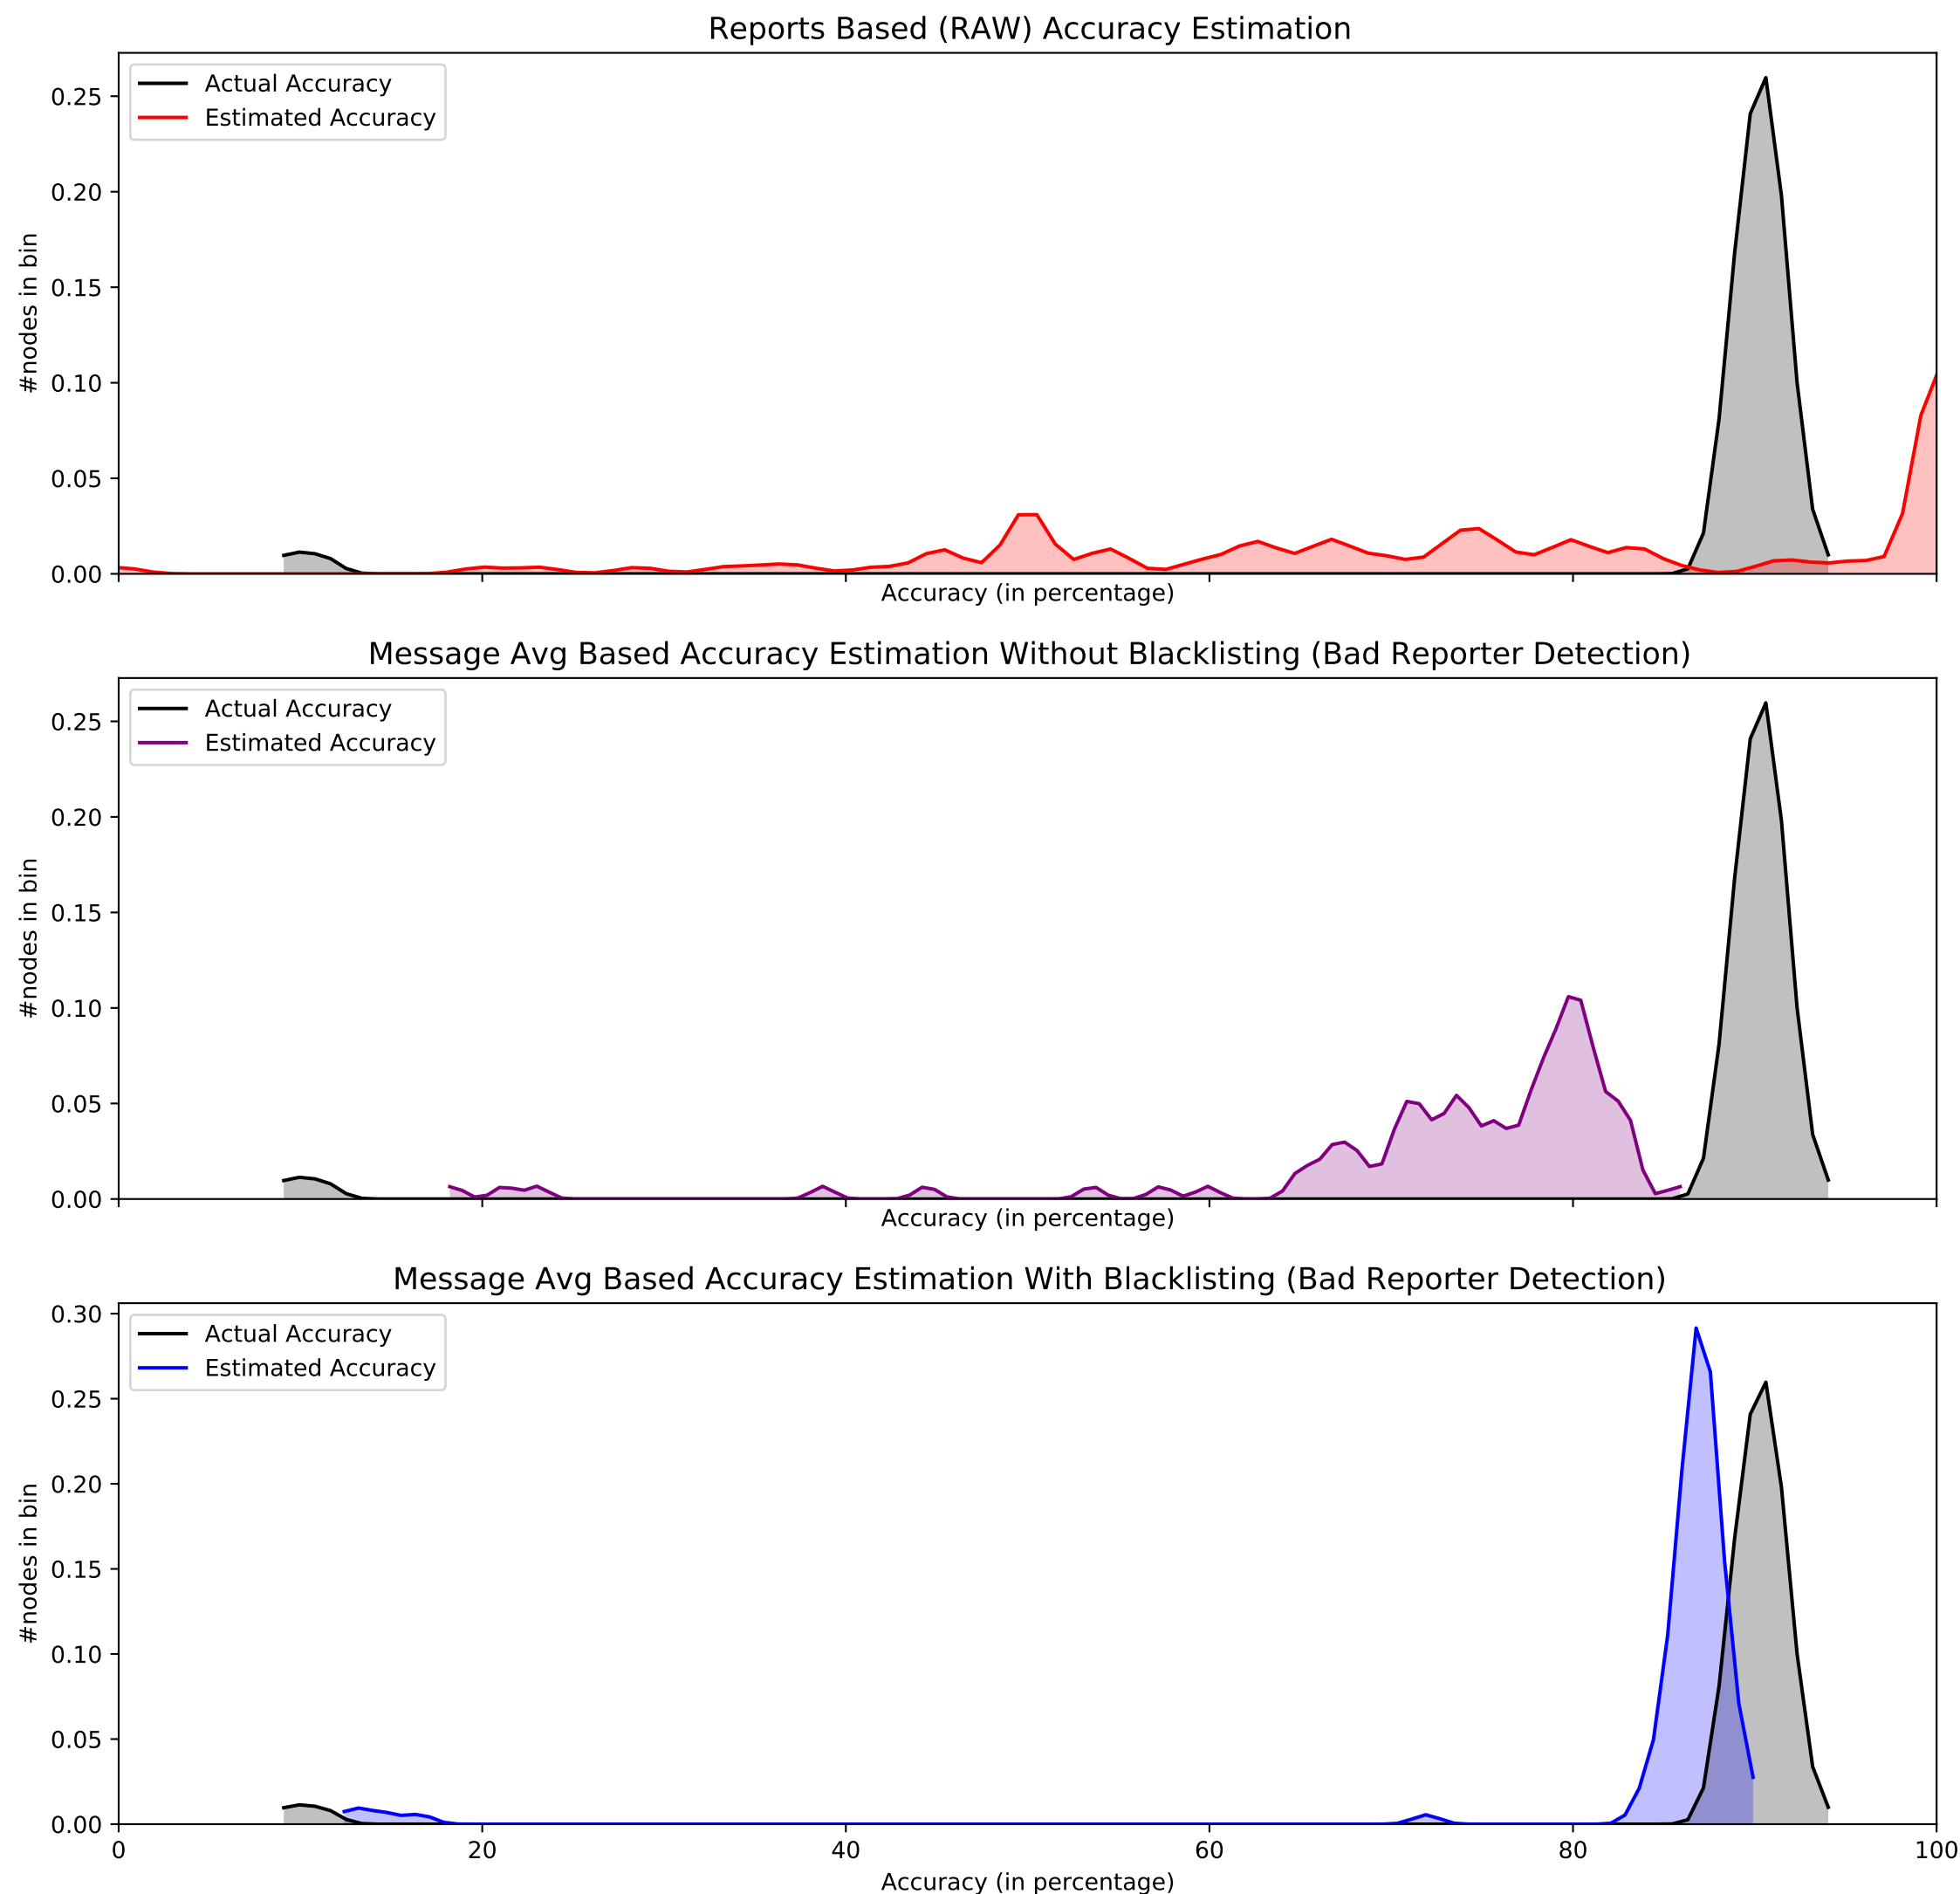 Reports Based (RAW) Accuracy Estimation
Actual Accuracy
Estimated Accuracy
0.25
0.20
0.15
0.10
0.05
0.00
#nodes in bin
Accuracy (in percentage)
Message Avg Based Accuracy Estimation Without Blacklisting (Bad Reporter Detection)
Actual Accuracy
Estimated Accuracy
0.25
0.20
0.15
0.10
0.05
0.00
#nodes in bin
Accuracy (in percentage)
Message Avg Based Accuracy Estimation With Blacklisting (Bad Reporter Detection)
Actual Accuracy
Estimated Accuracy
0.30
0.25
0.20
0.15
0.10
0.05
0.00
#nodes in bin
0 20 40 60 80 100
Accuracy (in percentage)